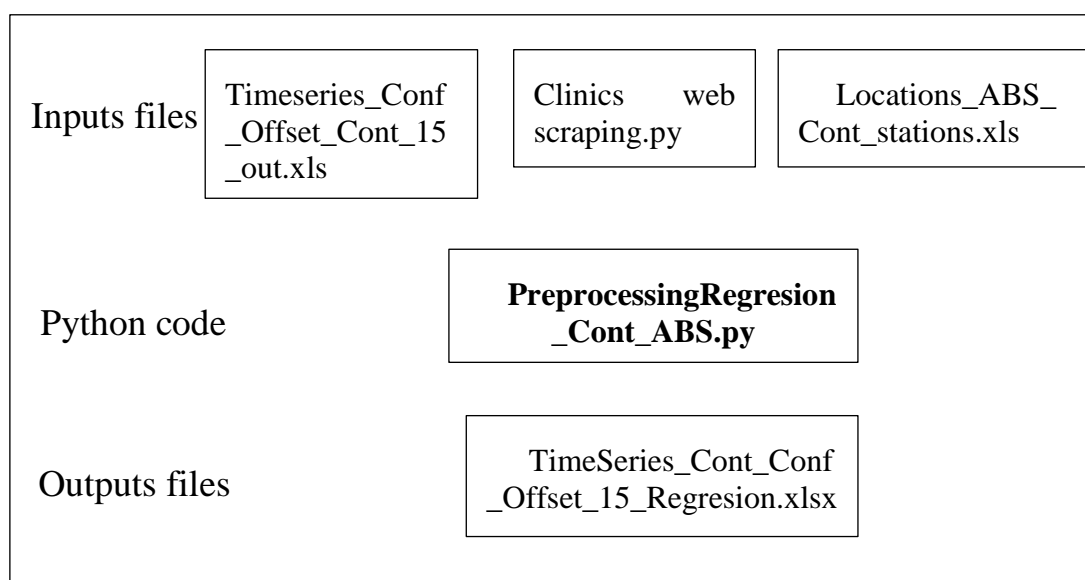 Inputs files
Timeseries_Conf
_Offset_Cont_15
_out.xls
Clinics web
scraping.py
Locations_ABS_
Cont_stations.xls
Python code
PreprocessingRegresion
_Cont_ABS.py
Outputs files
TimeSeries_Cont_Conf
_Offset_15_Regresion.xlsx